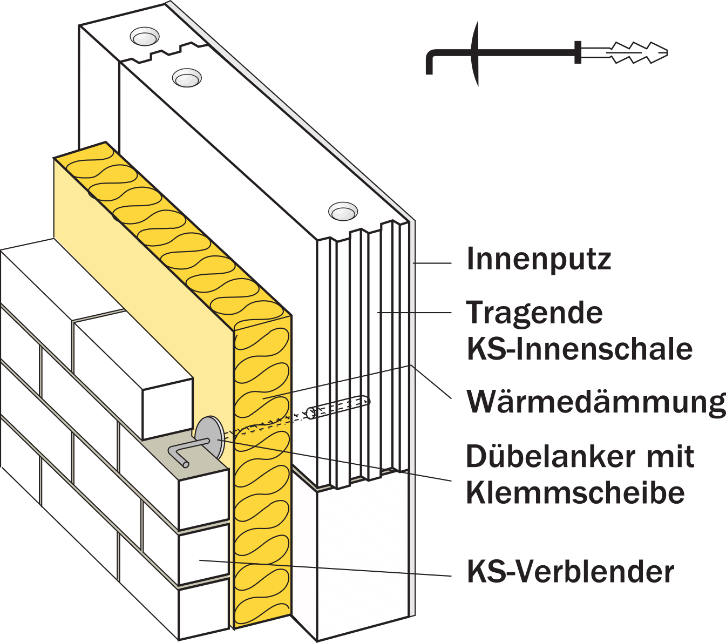 Innenputz
Tragende
KS-Innenschale
Wärmedämmung
Dübelanker mit
Klemmscheibe
KS-Verblender